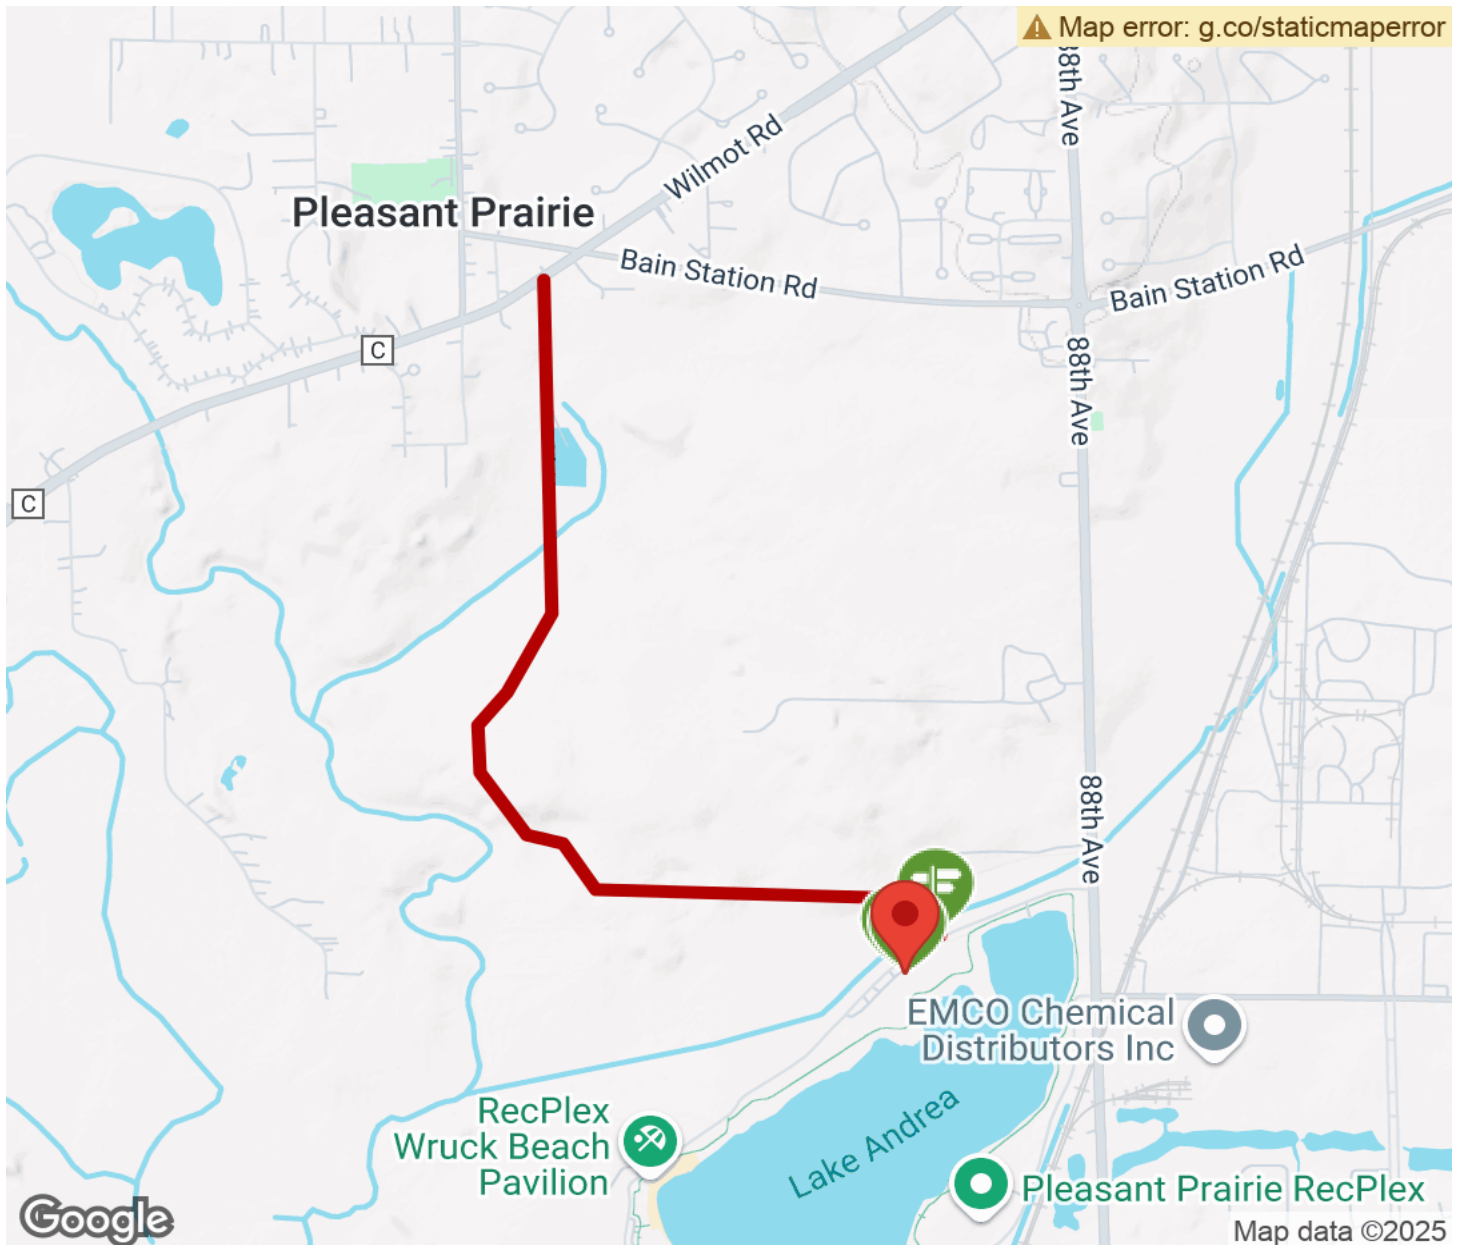 Map error: g.co/staticmaperror
88th Ave
Wilmot Rd
Pleasant Prairie
Bain Station Rd
Bain Station Rd
C
88th Ave
C
88th Ave
EMCO Chemical
Distributors Inc
RecPlex
Wruck Beach
Pavilion
Lake Andrea
Pleasant Prairie RecPlex
Google
Map data ©2025